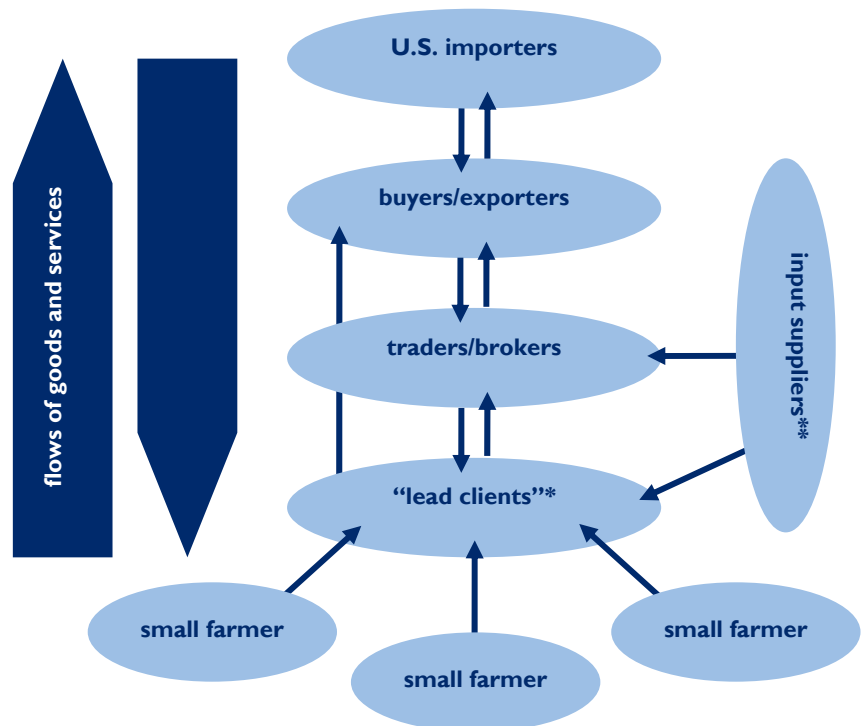 U.S. importers
buyers/exporters
traders/brokers
“lead clients”*
small farmer
small farmer
small farmer
input suppliers**
flows of goods and services